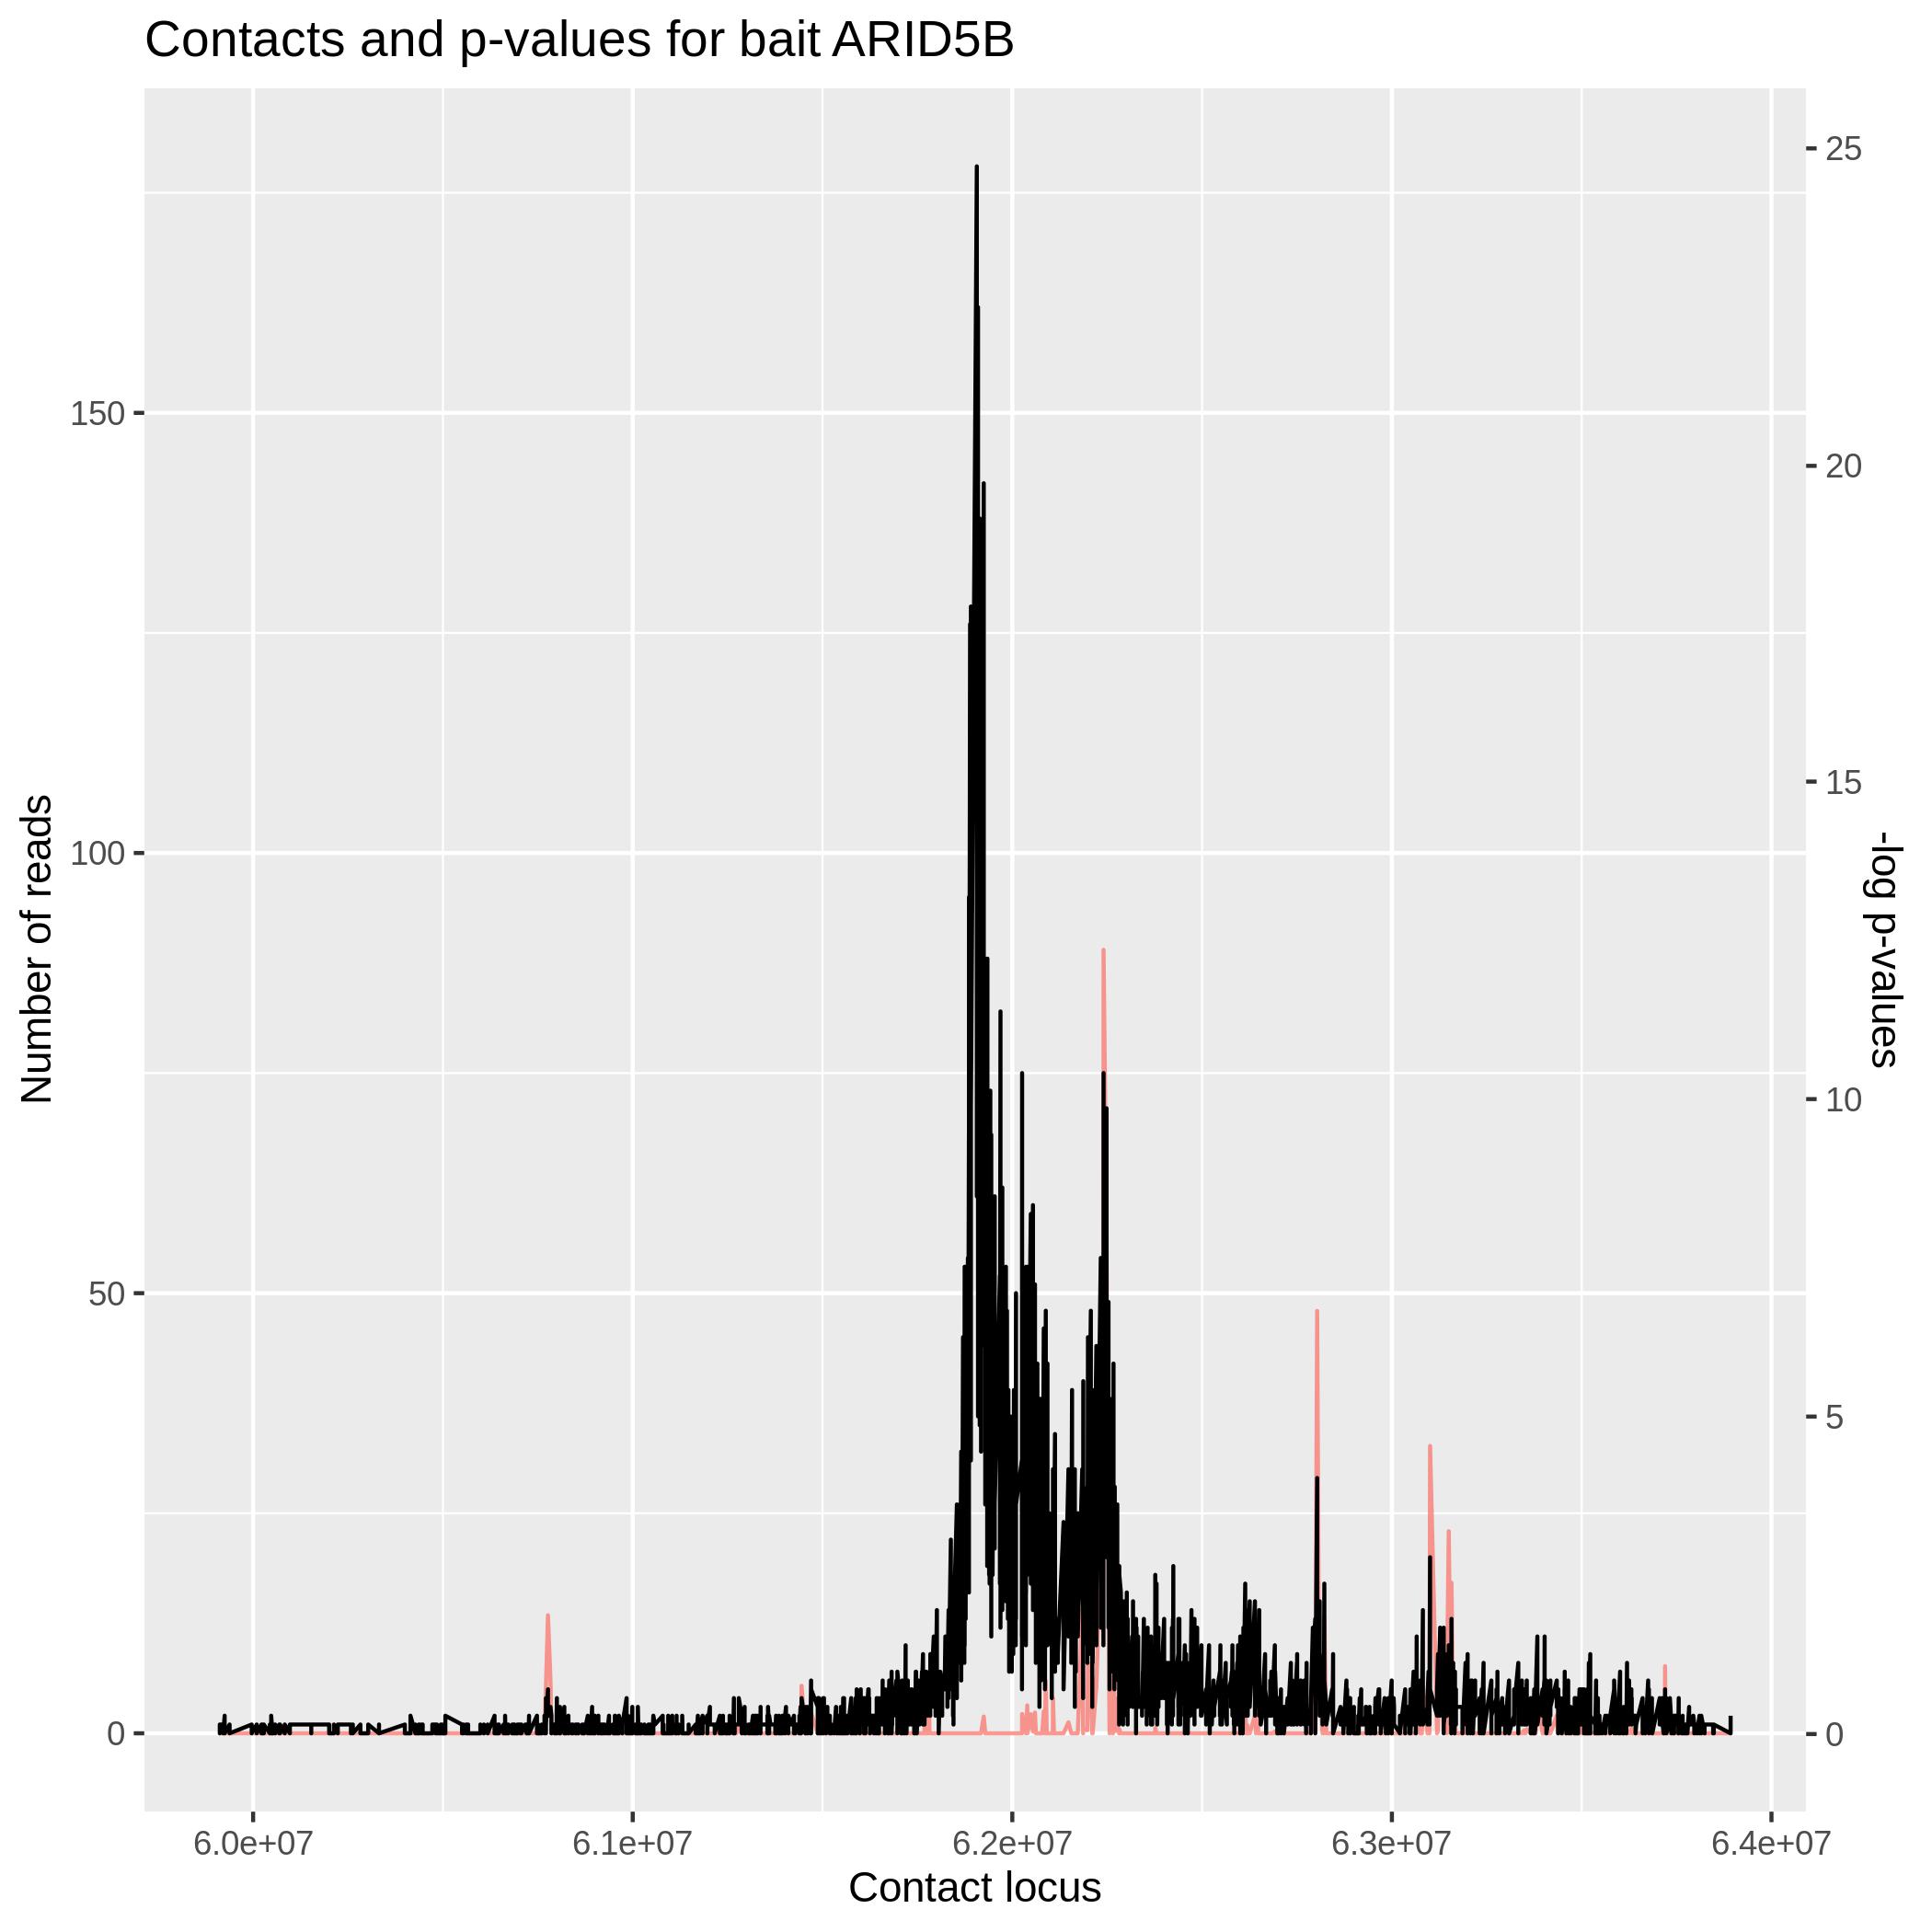 Contacts and p-values for bait ARID5B
Number of reads
150
100
50
0
25
20
15
10
5
0
-log p-values
6.0e+07
6.1e+07
6.2e+07
6.3e+07
6.4e+07
Contact locus